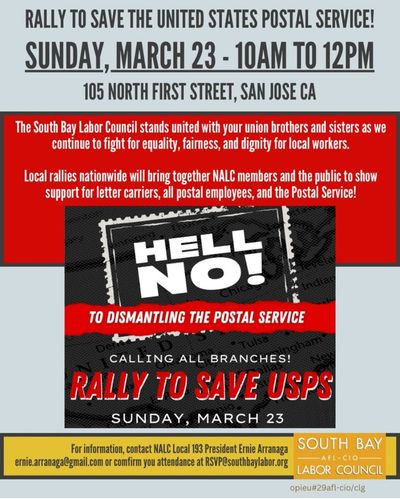 RALLY TO SAVE THE UNITED STATES POSTAL SERVICE!
SUNDAY, MARCH 23 - 10AM TO 12PM
105 NORTH FIRST STREET, SAN JOSE CA
The South Bay Labor Council stands united with your union brothers and sisters as we
continue to fight for equality, fairness, and dignity for local workers.
Local rallies nationwide will bring together NALC members and the public to show
support for letter carriers, all postal employees, and the Postal Service!
HELL
NO!
TO DISMANTLING THE POSTAL SERVICE
CALLING ALL BRANCHES!
RALLY TO SAVE USPS
SUNDAY, MARCH 23
For information, contact NALC Local 193 President Ernie Arranaga
ernie.arranaga@gmail.com or comfirm you attendance at RSVP@southbaylabor.org
SOUTH BAY
AFL-CIO
LABOR COUNCIL
opieu#29afl-cio/clg